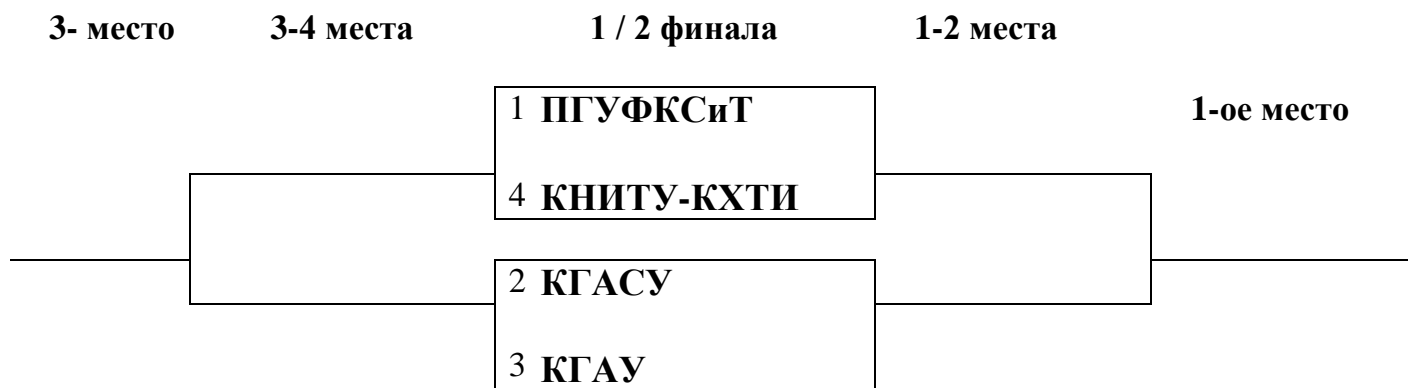 3- место 3-4 места 1 / 2 финала 1-2 места
1 ПГУФКСиТ
1-ое место
4 КНИТУ-КХТИ
2 КГАСУ
3 КГАУ